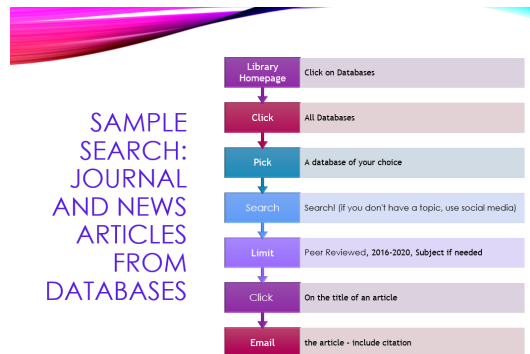 SAMPLE
SEARCH:
JOURNAL
AND NEWS
ARTICLES
FROM
DATABASES
Library
Homepage
Click on Databases
Click
All Databases
Pick
A database of your choice
Search
Search! (if you don't have a topic, use social media)
Limit
Peer Reviewed, 2016-2020, Subject if needed
Click
On the title of an article
Email
the article - include citation